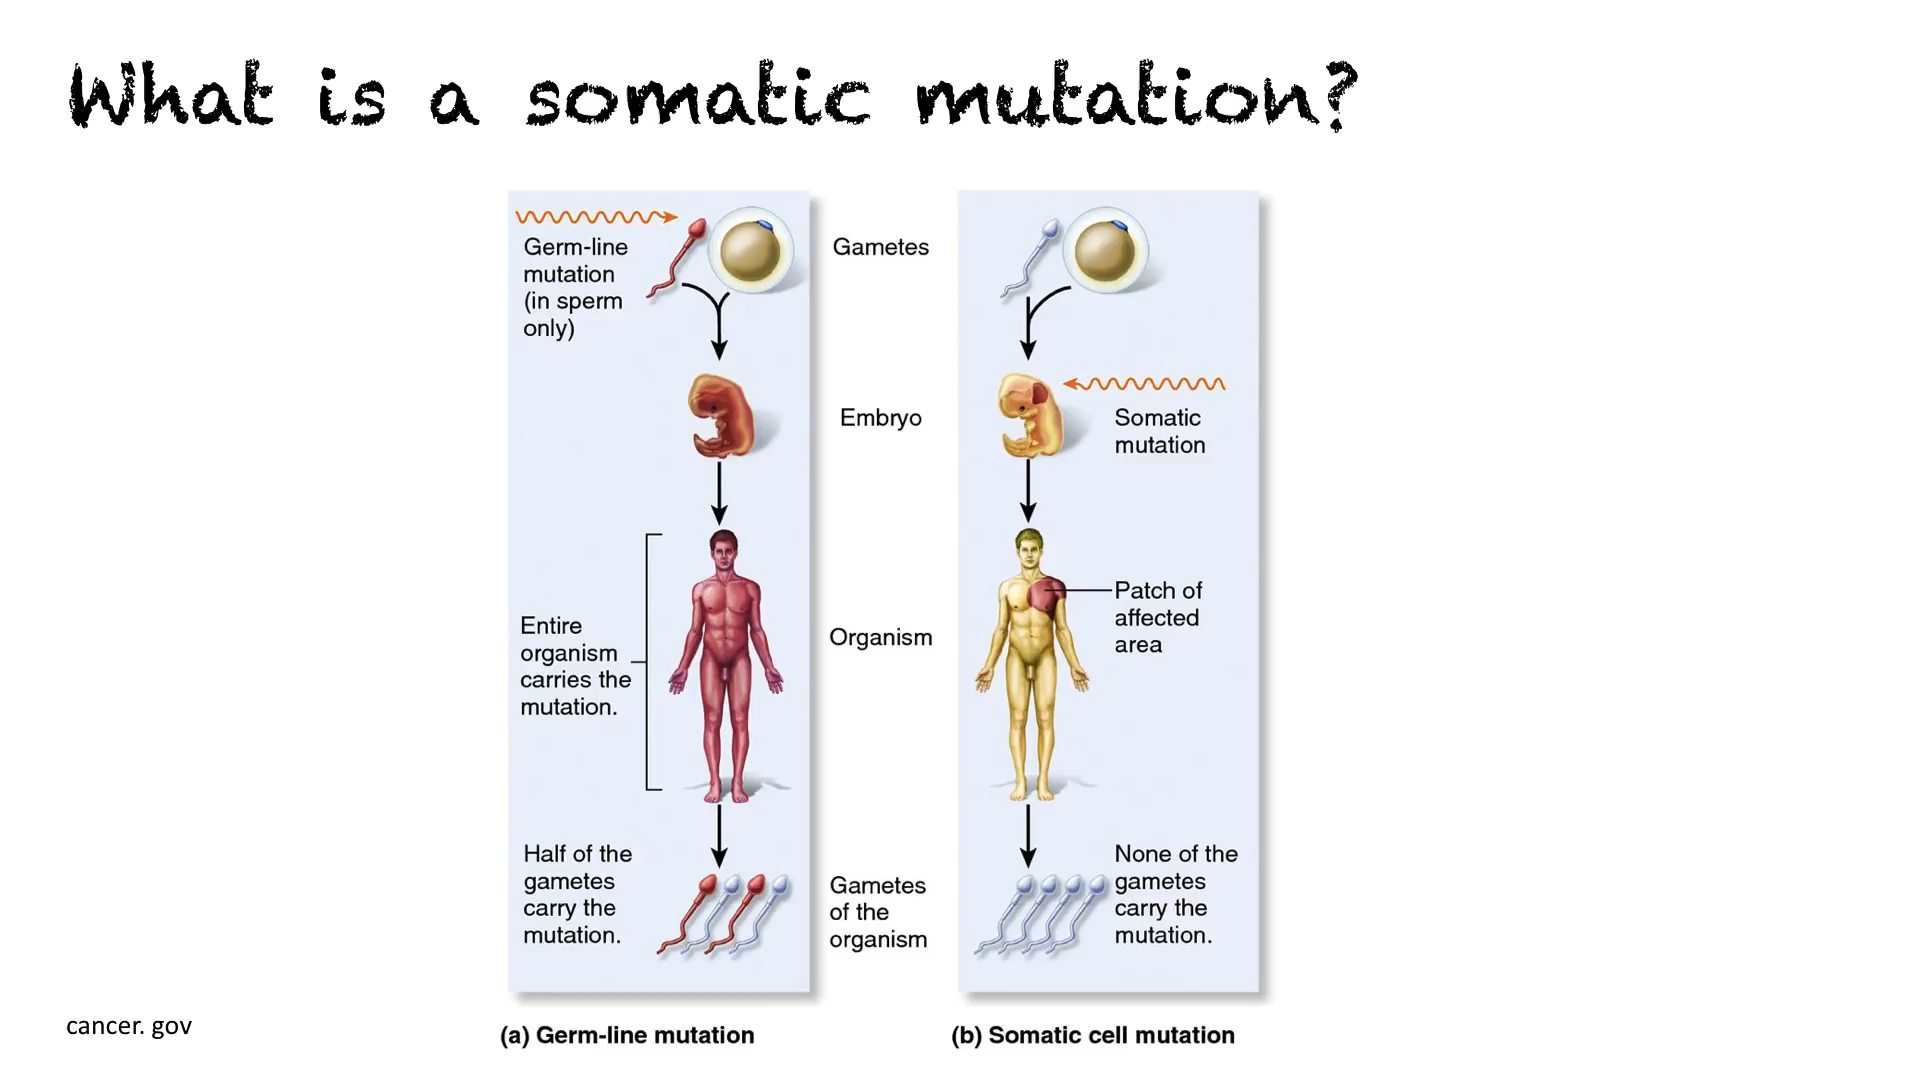 What is a somatic mutation?
Germ-line
mutation
(in sperm
only)
Gametes
Embryo
Somatic
mutation
Entire
organism
carries the
mutation.
Organism
Patch of
affected
area
Half of the
gametes
carry the
mutation.
Gametes
of the
organism
None of the
gametes
carry the
mutation.
(a) Germ-line mutation
(b) Somatic cell mutation
cancer. gov